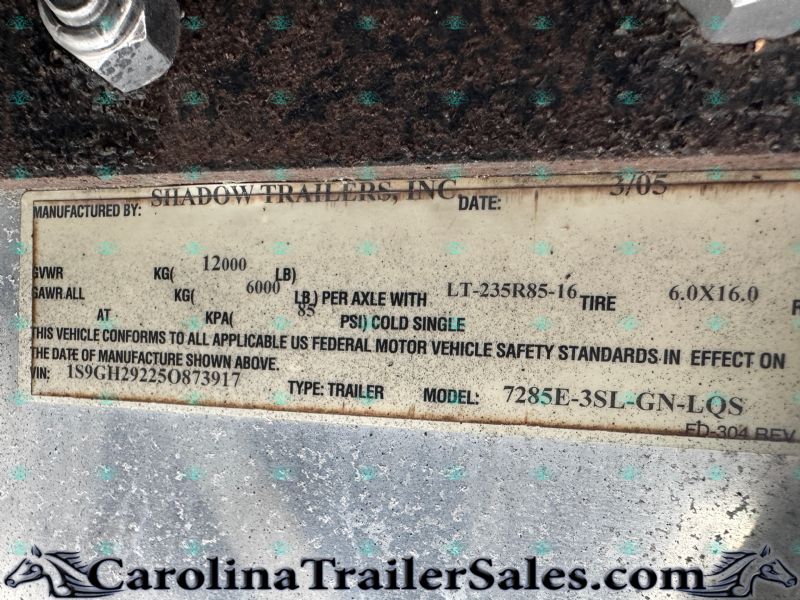 MANUFACTURED BY: SHADOW TRAILERS, INC DATE: 3/05
GVWR KG( 12000 LB)
GAWR ALL KG( 6000 LB.) PER AXLE WITH LT-235R85-16 TIRE 6.0X16.0
AT KPA( 85 PSI) COLD SINGLE
THIS VEHICLE CONFORMS TO ALL APPLICABLE US FEDERAL MOTOR VEHICLE SAFETY STANDARDS IN EFFECT ON
THE DATE OF MANUFACTURE SHOWN ABOVE.
VIN: 1S9GH29225O873917 TYPE: TRAILER MODEL: 7285E-3SL-GN-LQS
FD-304 REV
CarolinaTrailerSales.com